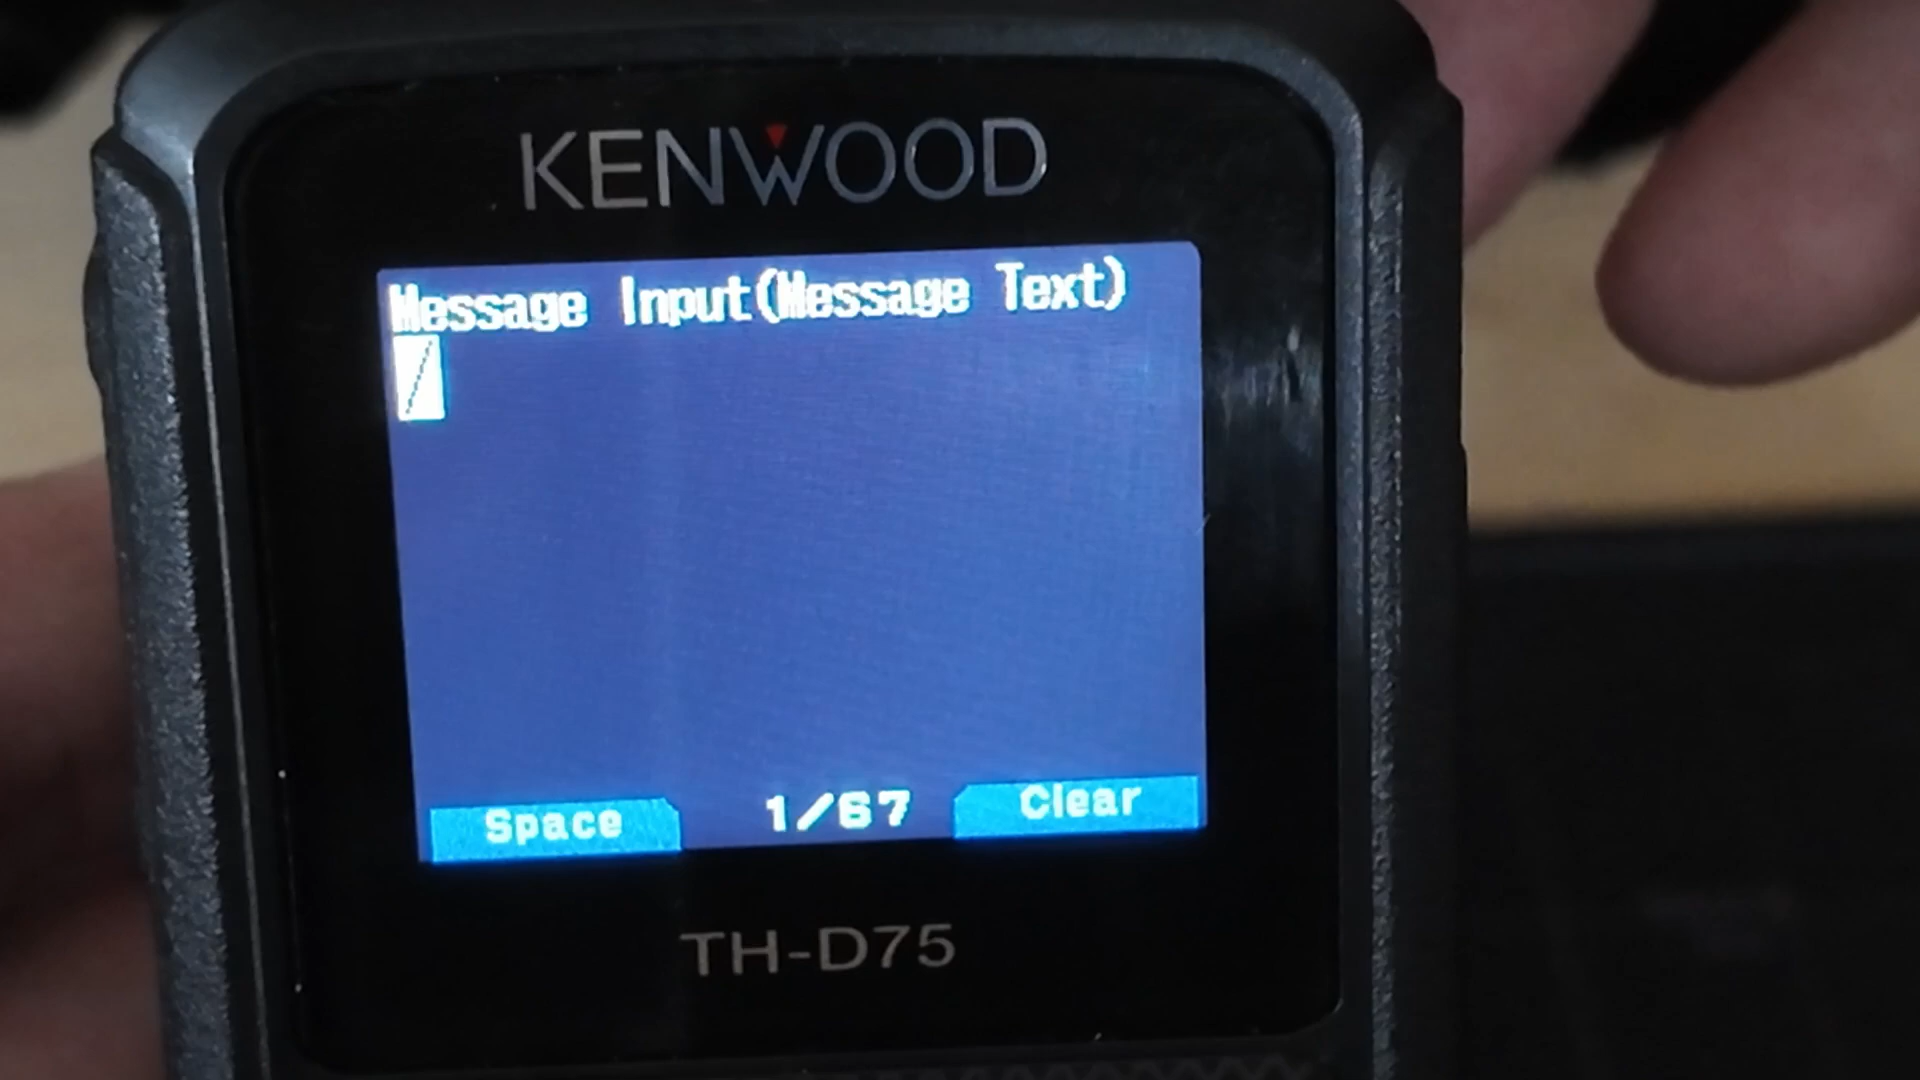 KENWOOD
Message Input(Message Text)
/
Space 1/67 Clear
TH-D75